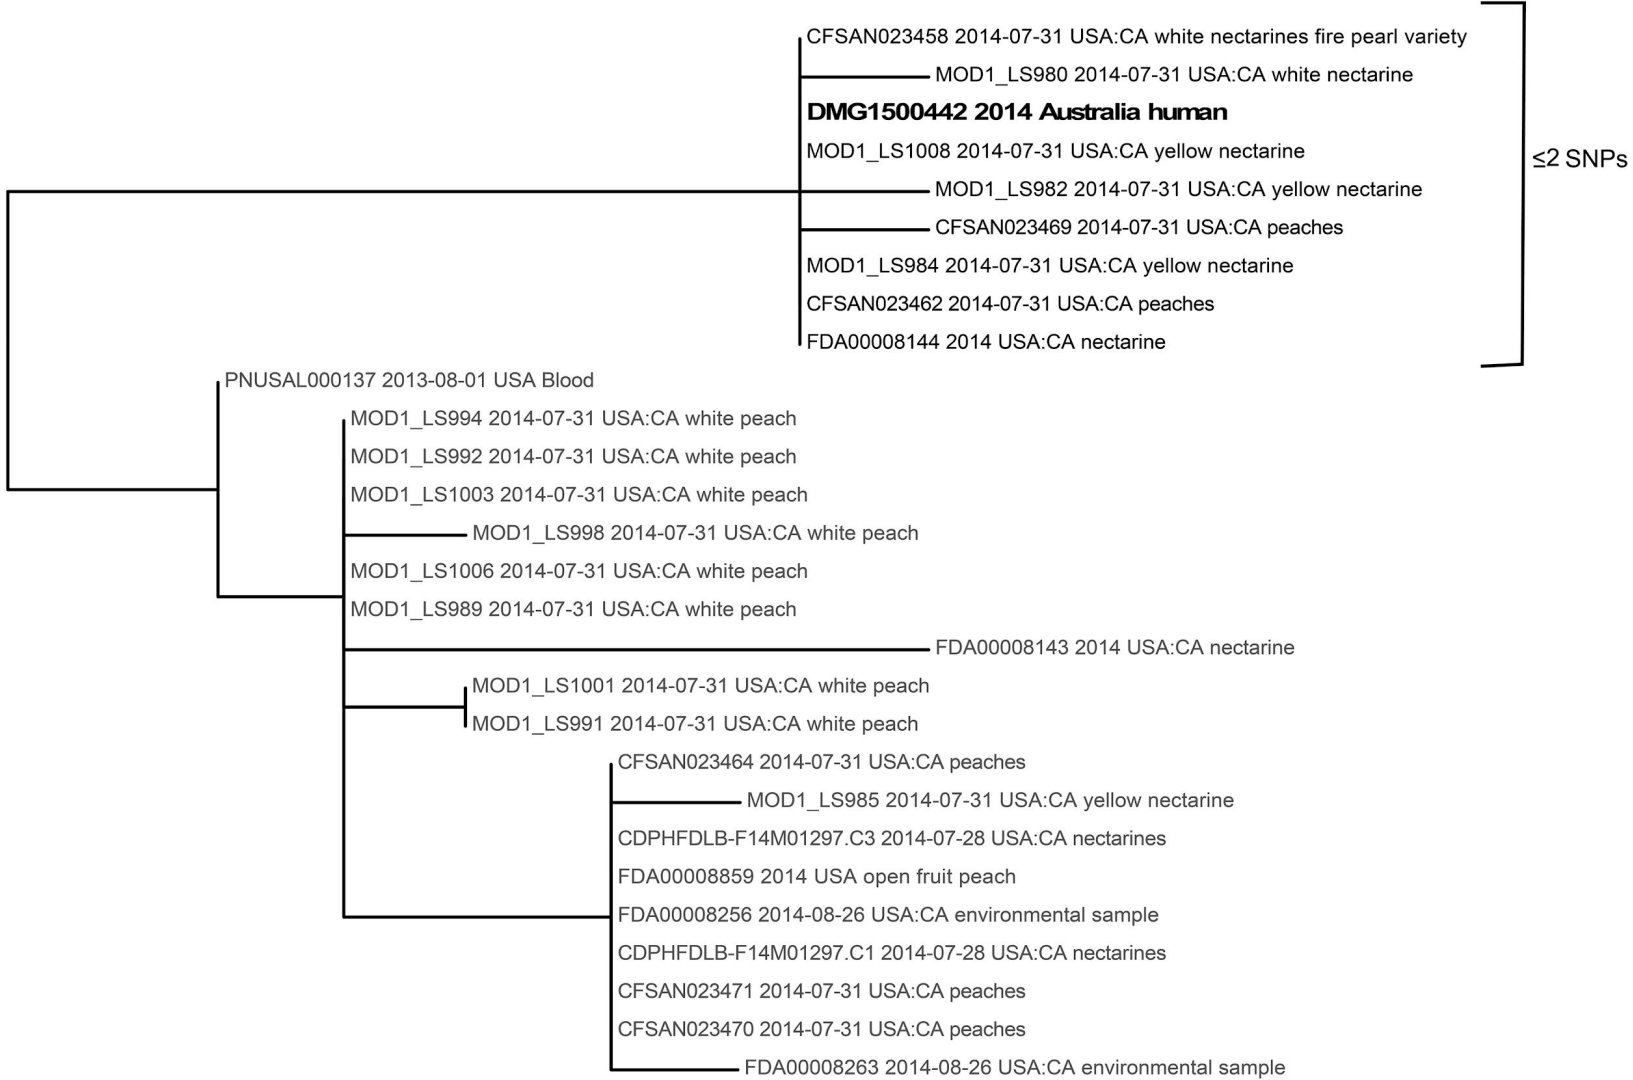 CFSAN023458 2014-07-31 USA:CA white nectarines fire pearl variety
MOD1_LS980 2014-07-31 USA:CA white nectarine
DMG1500442 2014 Australia human
MOD1_LS1008 2014-07-31 USA:CA yellow nectarine
≤2 SNPs
MOD1_LS982 2014-07-31 USA:CA yellow nectarine
CFSAN023469 2014-07-31 USA:CA peaches
MOD1_LS984 2014-07-31 USA:CA yellow nectarine
CFSAN023462 2014-07-31 USA:CA peaches
FDA00008144 2014 USA:CA nectarine
PNUSAL000137 2013-08-01 USA Blood
MOD1_LS994 2014-07-31 USA:CA white peach
MOD1_LS992 2014-07-31 USA:CA white peach
MOD1_LS1003 2014-07-31 USA:CA white peach
MOD1_LS998 2014-07-31 USA:CA white peach
MOD1_LS1006 2014-07-31 USA:CA white peach
MOD1_LS989 2014-07-31 USA:CA white peach
FDA00008143 2014 USA:CA nectarine
MOD1_LS1001 2014-07-31 USA:CA white peach
MOD1_LS991 2014-07-31 USA:CA white peach
CFSAN023464 2014-07-31 USA:CA peaches
MOD1_LS985 2014-07-31 USA:CA yellow nectarine
CDPHFDLB-F14M01297.C3 2014-07-28 USA:CA nectarines
FDA00008859 2014 USA open fruit peach
FDA00008256 2014-08-26 USA:CA environmental sample
CDPHFDLB-F14M01297.C1 2014-07-28 USA:CA nectarines
CFSAN023471 2014-07-31 USA:CA peaches
CFSAN023470 2014-07-31 USA:CA peaches
FDA00008263 2014-08-26 USA:CA environmental sample